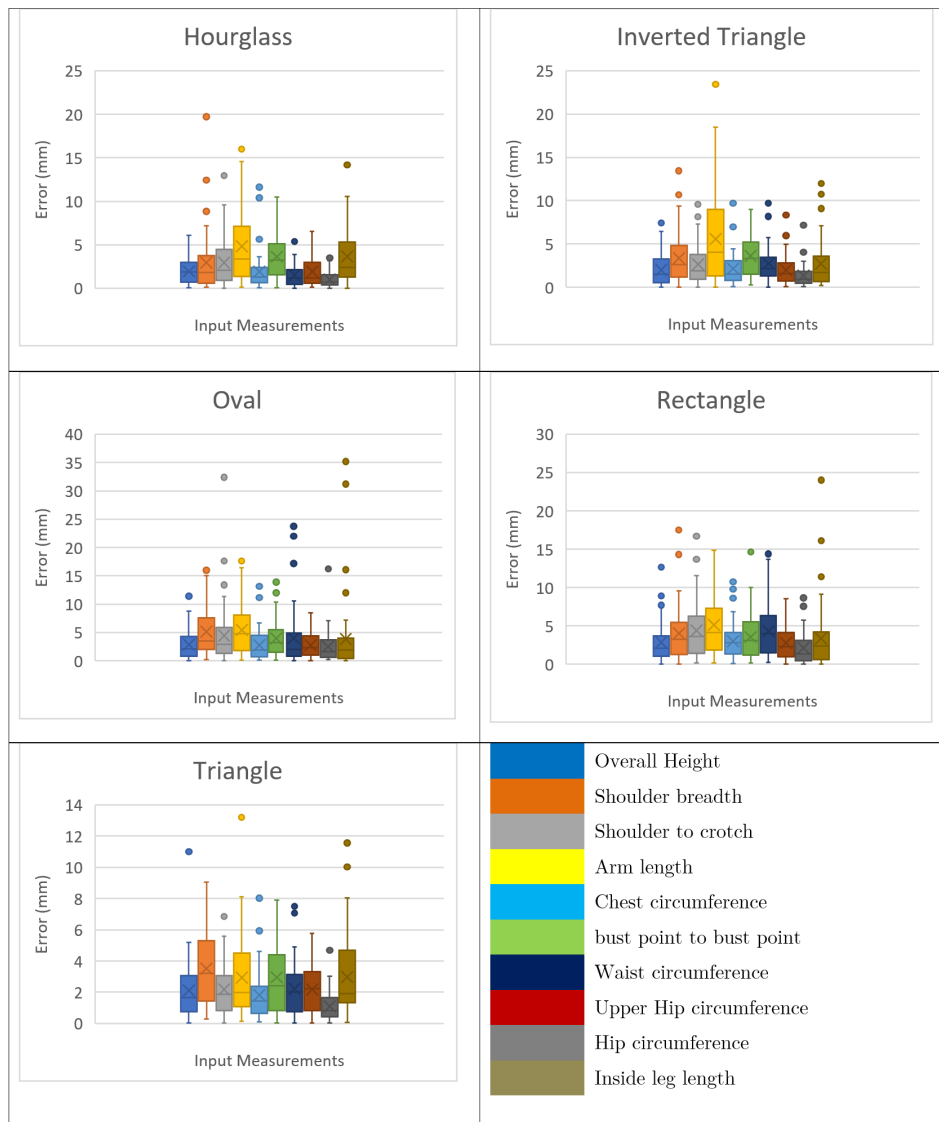 Hourglass
25
20
15
10
5
0
Error (mm)
Input Measurements
Inverted Triangle
25
20
15
10
5
0
Error (mm)
Input Measurements
Oval
40
35
30
25
20
15
10
5
0
Error (mm)
Input Measurements
Rectangle
30
25
20
15
10
5
0
Error (mm)
Input Measurements
Triangle
14
12
10
8
6
4
2
0
Error (mm)
Input Measurements
Overall Height
Shoulder breadth
Shoulder to crotch
Arm length
Chest circumference
bust point to bust point
Waist circumference
Upper Hip circumference
Hip circumference
Inside leg length